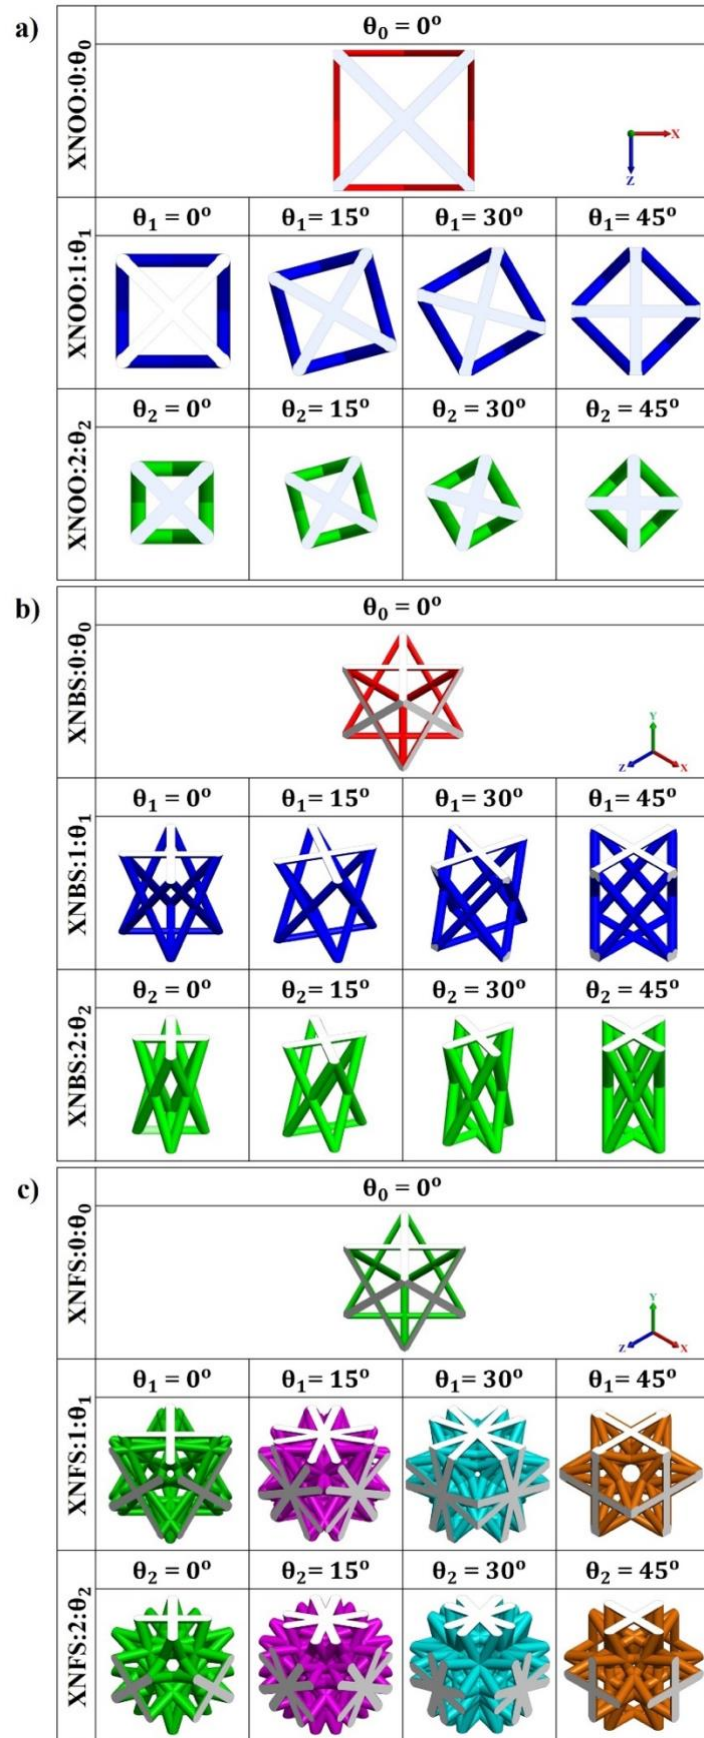 a)
θ₀ = 0°
XNOO:0:θ₀
X
Z
θ₁ = 0° θ₁ = 15° θ₁ = 30° θ₁ = 45°
XNOO:1:θ₁
θ₂ = 0° θ₂ = 15° θ₂ = 30° θ₂ = 45°
XNOO:2:θ₂
b)
θ₀ = 0°
XNBS:0:θ₀
Y
Z X
θ₁ = 0° θ₁ = 15° θ₁ = 30° θ₁ = 45°
XNBS:1:θ₁
θ₂ = 0° θ₂ = 15° θ₂ = 30° θ₂ = 45°
XNBS:2:θ₂
c)
θ₀ = 0°
XNFS:0:θ₀
Y
Z X
θ₁ = 0° θ₁ = 15° θ₁ = 30° θ₁ = 45°
XNFS:1:θ₁
θ₂ = 0° θ₂ = 15° θ₂ = 30° θ₂ = 45°
XNFS:2:θ₂